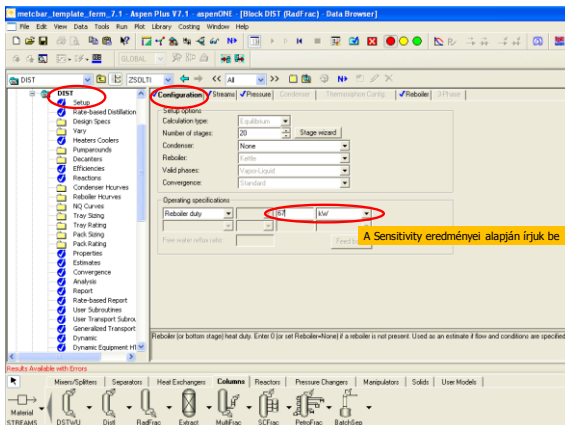 metcbar_template_ferm_7.1 - Aspen Plus V7.1 - aspenONE - [Block DIST (RadFrac) - Data Browser]
File Edit View Data Tools Run Plot Library Costing Window Help
GLOBAL
DIST ZSOLTI All N>
DIST
Setup
Rate-based Distillation
Design Specs
Vary
Heaters Coolers
Pumparounds
Decanters
Efficiencies
Reactions
Condenser Hcurves
Reboiler Hcurves
NQ Curves
Tray Sizing
Tray Rating
Pack Sizing
Pack Rating
Properties
Estimates
Convergence
Analysis
Report
Rate-based Report
User Subroutines
User Transport Subrou
Generalized Transport
Dynamic
Dynamic Equipment HT
Configuration Streams Pressure Condenser Thermosiphon Config. Reboiler 3-Phase
Setup options
Calculation type: Equilibrium
Number of stages: 20 Stage wizard
Condenser: None
Reboiler: Kettle
Valid phases: Vapor-Liquid
Convergence: Standard
Operating specifications
Reboiler duty 67 kW
Free water reflux ratio: Feed
A Sensitivity eredményei alapján írjuk be
Reboiler (or bottom stage) heat duty. Enter 0 (or set Reboiler=None) if a reboiler is not present. Used as an estimate if flow and conditions are specified
Results Available with Errors
Mixers/Splitters Separators Heat Exchangers Columns Reactors Pressure Changers Manipulators Solids User Models
Material
STREAMS DSTWU Distl RadFrac Extract MultiFrac SCFrac PetroFrac BatchSep